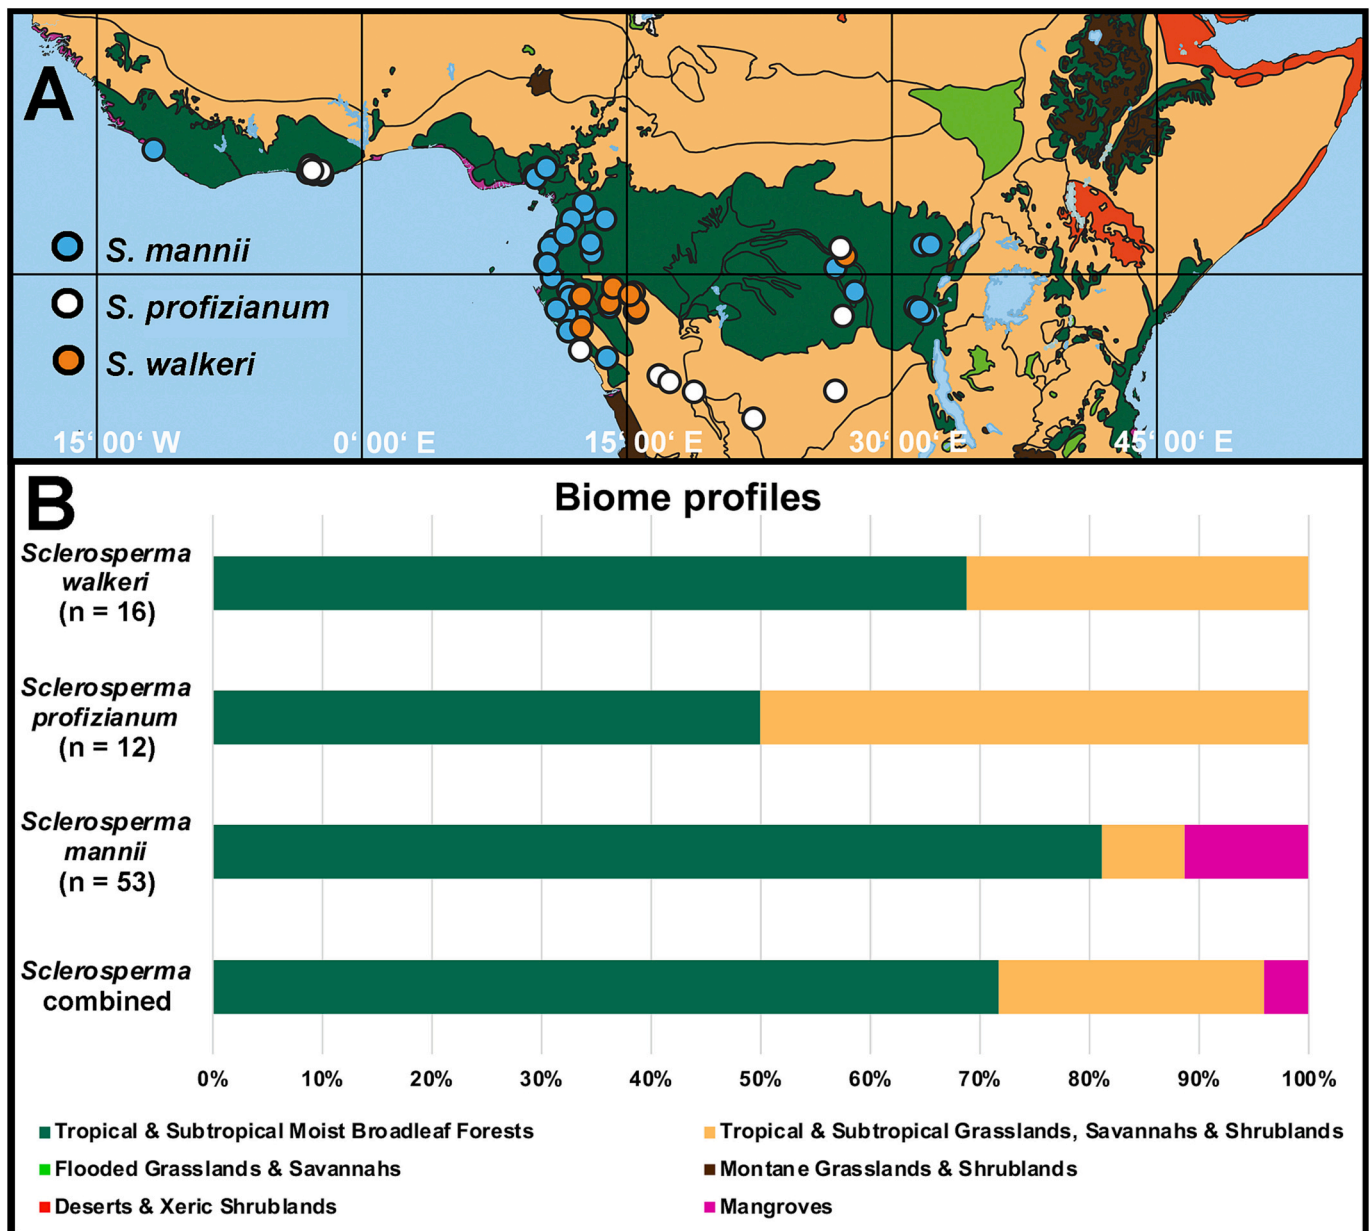 A
S. mannii
S. profizianum
S. walkeri
15‘ 00‘ W
0‘ 00‘ E
15‘ 00‘ E
30‘ 00‘ E
45‘ 00‘ E
B
Biome profiles
Sclerosperma
walkeri
(n = 16)
Sclerosperma
profizianum
(n = 12)
Sclerosperma
mannii
(n = 53)
Sclerosperma
combined
0%
10%
20%
30%
40%
50%
60%
70%
80%
90%
100%
Tropical & Subtropical Moist Broadleaf Forests
Tropical & Subtropical Grasslands, Savannahs & Shrublands
Flooded Grasslands & Savannahs
Montane Grasslands & Shrublands
Deserts & Xeric Shrublands
Mangroves